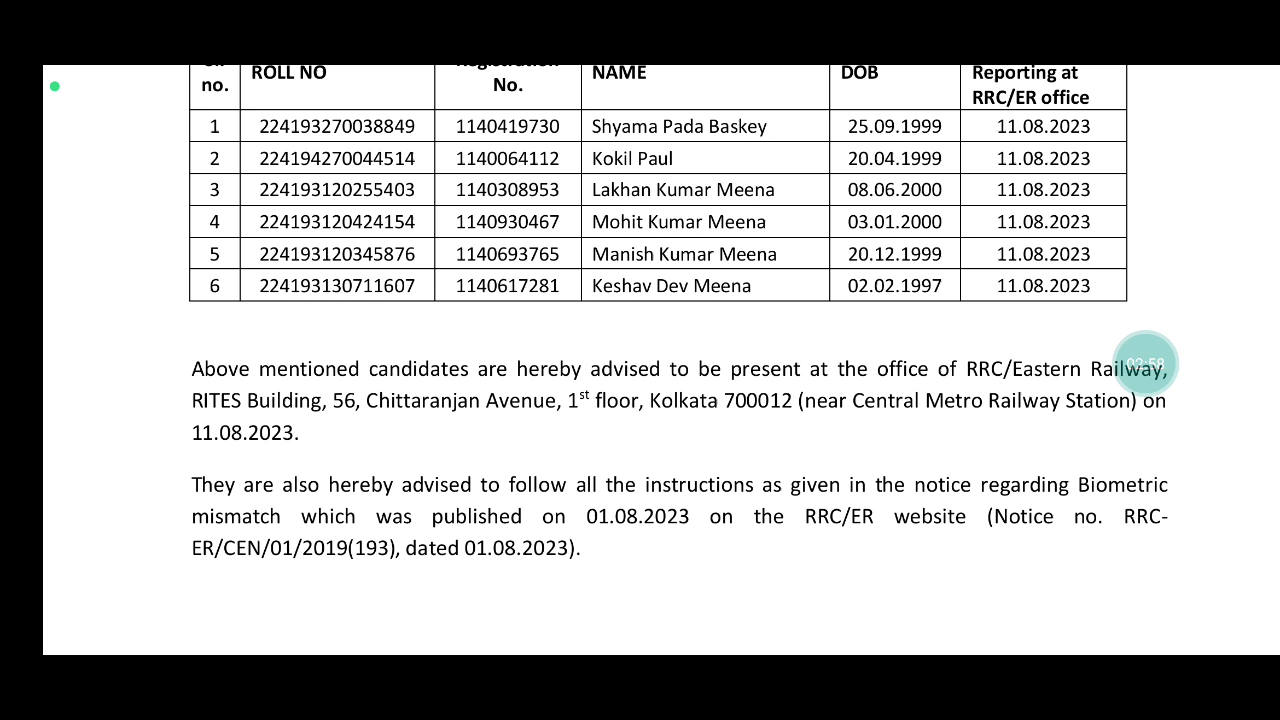 no. ROLL NO Registration No. NAME DOB Reporting at RRC/ER office
1 224193270038849 1140419730 Shyama Pada Baskey 25.09.1999 11.08.2023
2 224194270044514 1140064112 Kokil Paul 20.04.1999 11.08.2023
3 224193120255403 1140308953 Lakhan Kumar Meena 08.06.2000 11.08.2023
4 224193120424154 1140930467 Mohit Kumar Meena 03.01.2000 11.08.2023
5 224193120345876 1140693765 Manish Kumar Meena 20.12.1999 11.08.2023
6 224193130711607 1140617281 Keshav Dev Meena 02.02.1997 11.08.2023
Above mentioned candidates are hereby advised to be present at the office of RRC/Eastern Railway,
02:58
RITES Building, 56, Chittaranjan Avenue, 1st floor, Kolkata 700012 (near Central Metro Railway Station) on
11.08.2023.
They are also hereby advised to follow all the instructions as given in the notice regarding Biometric
mismatch which was published on 01.08.2023 on the RRC/ER website (Notice no. RRC-
ER/CEN/01/2019(193), dated 01.08.2023).